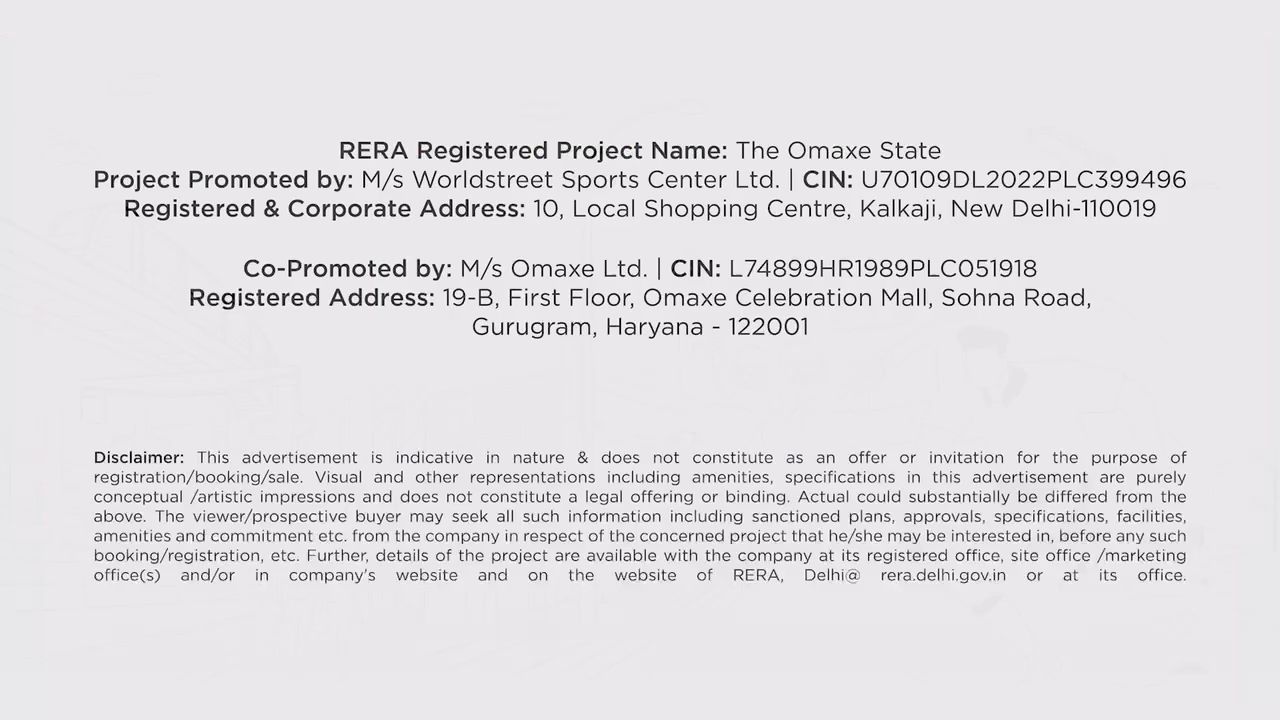 RERA Registered Project Name: The Omaxe State
Project Promoted by: M/s Worldstreet Sports Center Ltd. | CIN: U70109DL2022PLC399496
Registered & Corporate Address: 10, Local Shopping Centre, Kalkaji, New Delhi-110019
Co-Promoted by: M/s Omaxe Ltd. | CIN: L74899HR1989PLC051918
Registered Address: 19-B, First Floor, Omaxe Celebration Mall, Sohna Road,
Gurugram, Haryana - 122001
Disclaimer: This advertisement is indicative in nature & does not constitute as an offer or invitation for the purpose of
registration/booking/sale. Visual and other representations including amenities, specifications in this advertisement are purely
conceptual /artistic impressions and does not constitute a legal offering or binding. Actual could substantially be differed from the
above. The viewer/prospective buyer may seek all such information including sanctioned plans, approvals, specifications, facilities,
amenities and commitment etc. from the company in respect of the concerned project that he/she may be interested in, before any such
booking/registration, etc. Further, details of the project are available with the company at its registered office, site office /marketing
office(s) and/or in company's website and on the website of RERA, Delhi@ rera.delhi.gov.in or at its office.